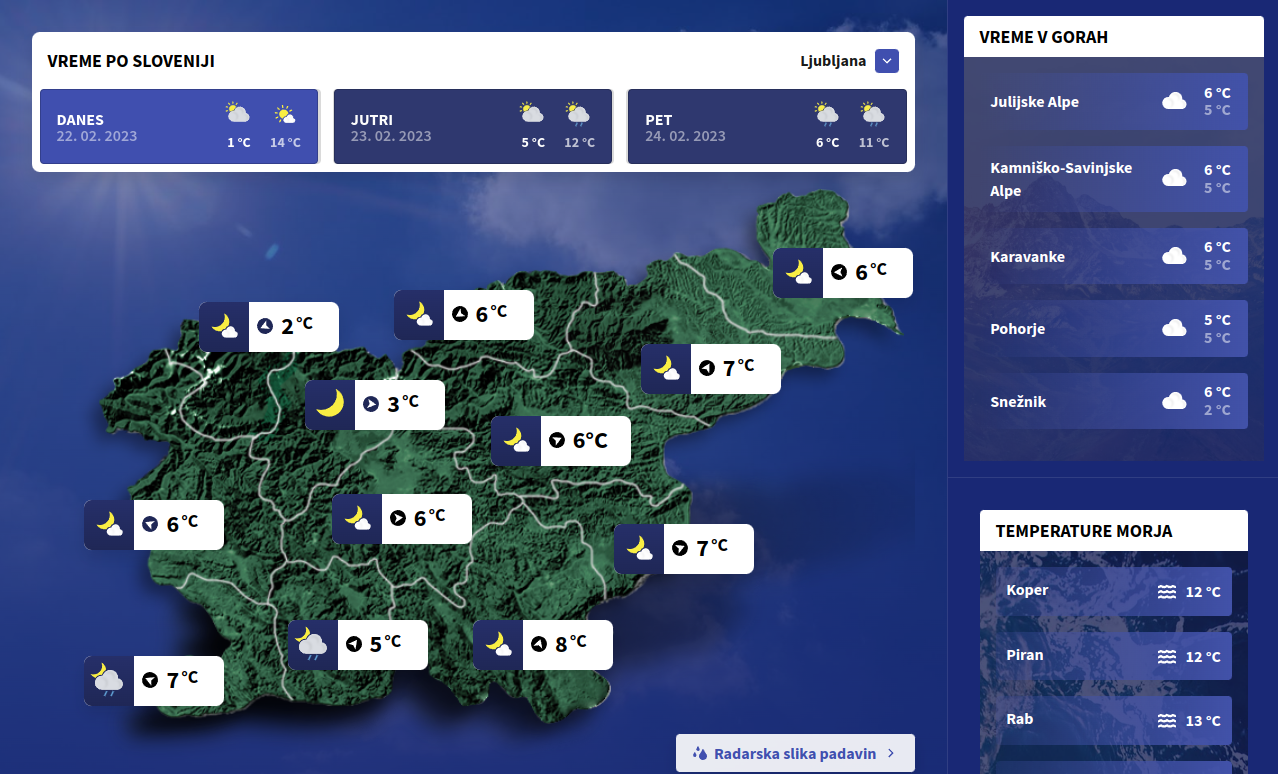 VREME PO SLOVENIJI
Ljubljana
DANES
22. 02. 2023
1 °C
14 °C
JUTRI
23. 02. 2023
5 °C
12 °C
PET
24. 02. 2023
6 °C
11 °C
6°C
6°C
2°C
7°C
3°C
6°C
6°C
6°C
7°C
5°C
8°C
7°C
Radarska slika padavin
VREME V GORAH
Julijske Alpe
6 °C
5 °C
Kamniško-Savinjske
Alpe
6 °C
5 °C
Karavanke
6 °C
5 °C
Pohorje
5 °C
5 °C
Snežnik
6 °C
2 °C
TEMPERATURE MORJA
Koper
12 °C
Piran
12 °C
Rab
13 °C